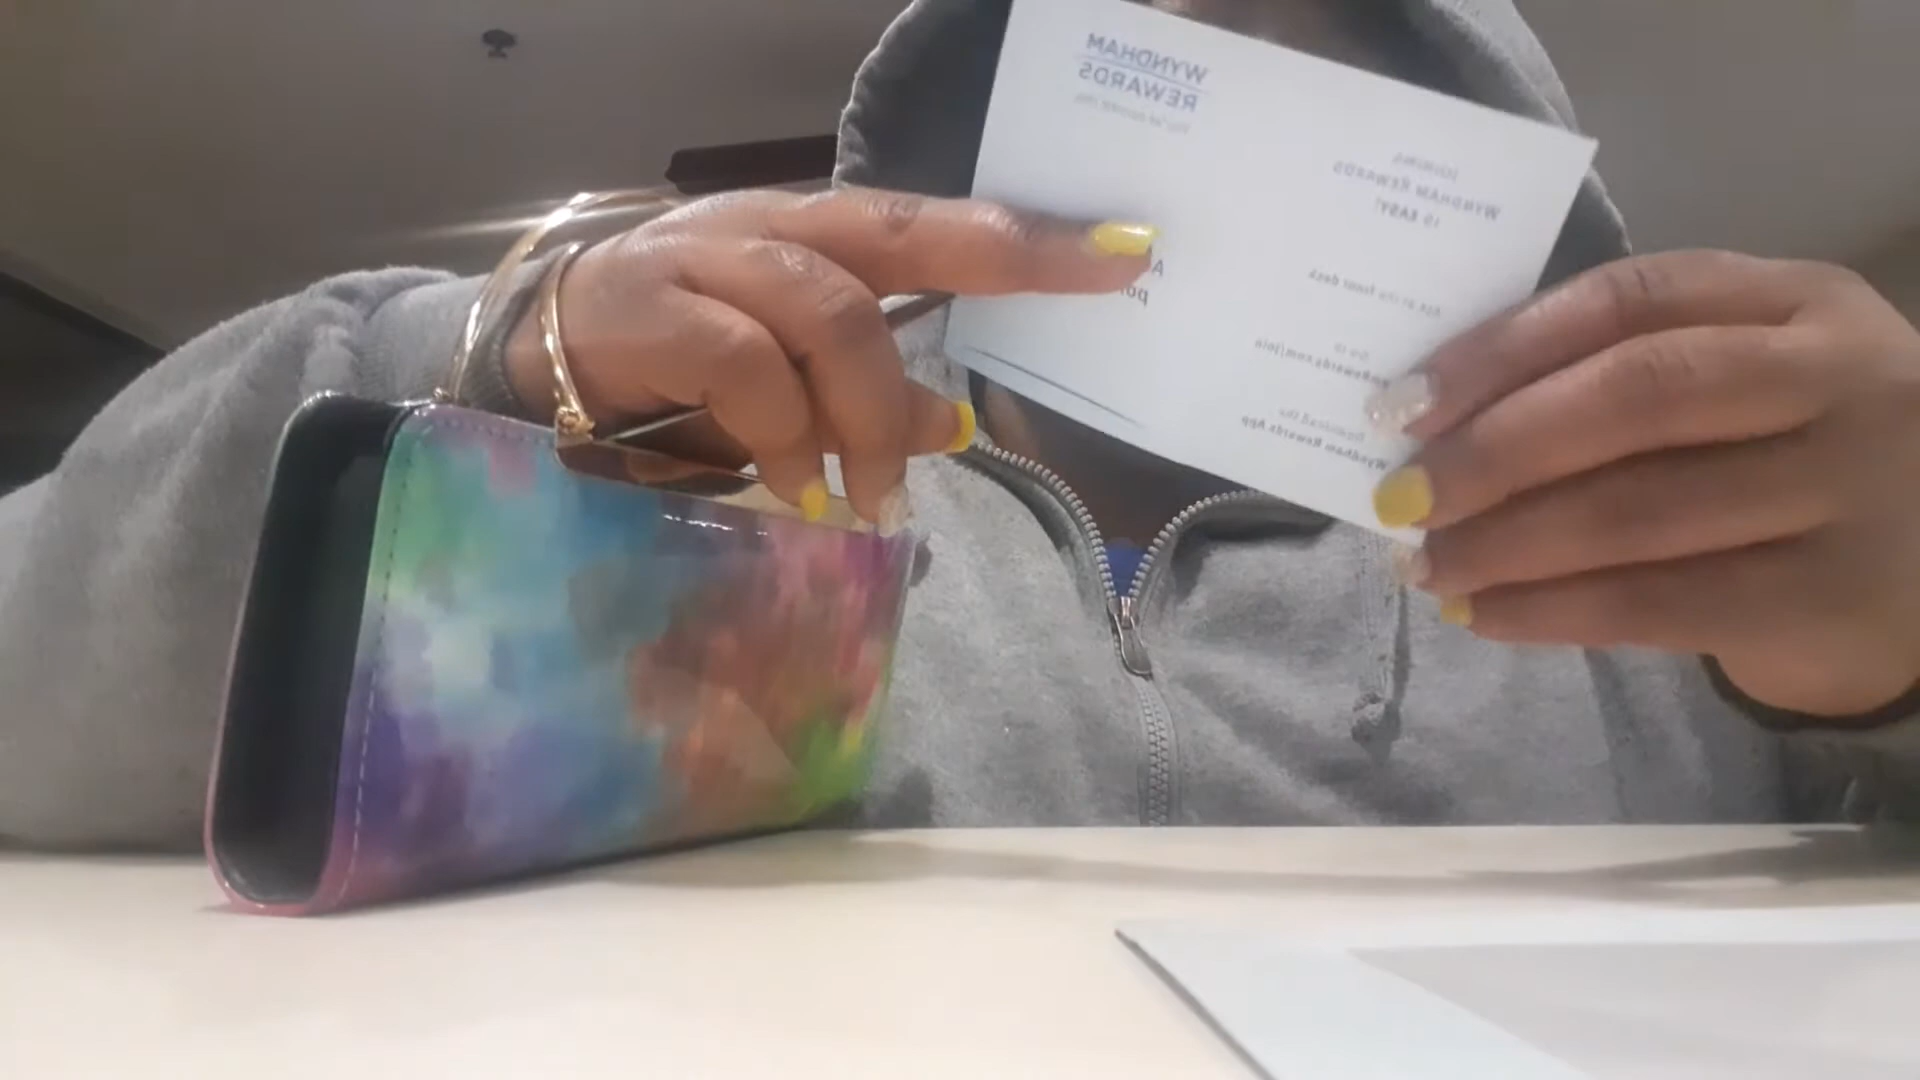 WYNDHAM
REWARDS
JOINING
WYNDHAM REWARDS
IS EASY!
Ask at the front desk
Go to
Download the
Wyndham Rewards App